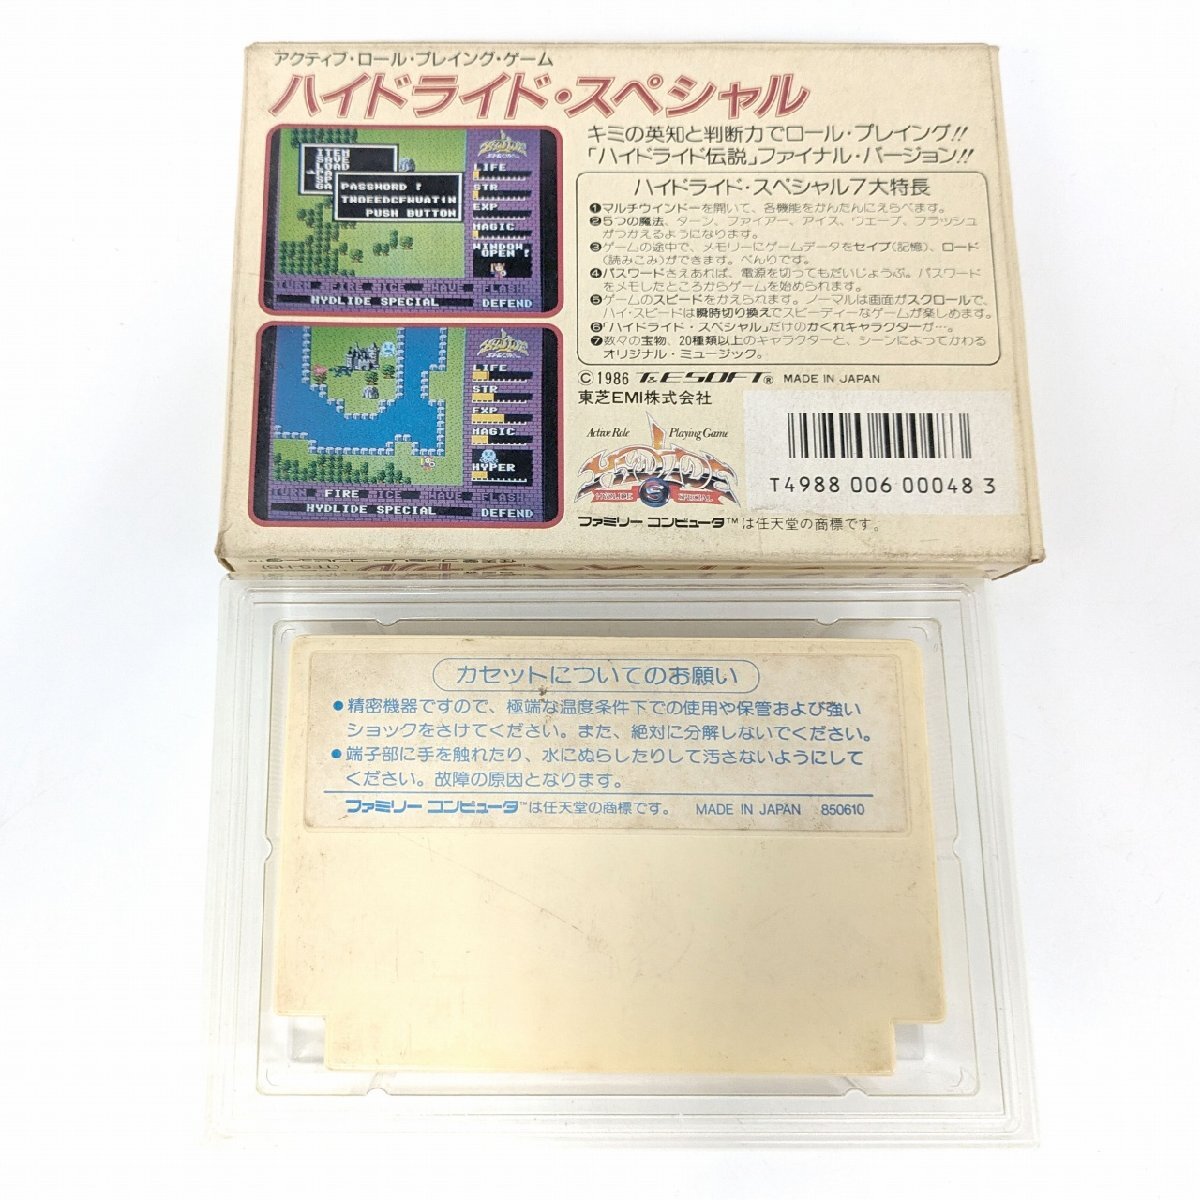 アクティブ・ロール・プレイング・ゲーム
ハイドライド・スペシャル
キミの英知と判断力でロール・プレイング!!
「ハイドライド伝説」ファイナル・バージョン!!
ITEM
SAVE
LOAD
PASSWORD ?
PUSH BUTTON
HYDLIDE
SPECIAL
LIFE
STR
EXP
MAGIC
WINDOW
OPEN ?
TURN FIRE ICE WAVE FLASH
HYDLIDE SPECIAL DEFEND
HYDLIDE
SPECIAL
LIFE
STR
EXP
MAGIC
HYPER
TURN FIRE ICE WAVE FLASH
HYDLIDE SPECIAL DEFEND
ハイドライド・スペシャル7大特長
❶マルチウインドーを開いて、各機能をかんたんにえらべます。
❷5つの魔法、ターン、ファイアー、アイス、ウエーブ、フラッシュ
がつかえるようになります。
❸ゲームの途中で、メモリーにゲームデータをセイブ(記憶)、ロード
(読みこみ)ができます。べんりです。
❹パスワードさえあれば、電源を切ってもだいじょうぶ。パスワード
をメモしたところからゲームを始められます。
❺ゲームのスピードをかえられます。ノーマルは画面がスクロールで、
ハイ・スピードは瞬時切り換えでスピーディーなゲームが楽しめます。
❻「ハイドライド・スペシャル」だけのかくれキャラクターが…。
❼数々の宝物、20種類以上のキャラクターと、シーンによってかわる
オリジナル・ミュージック。
© 1986 T&E SOFT® MADE IN JAPAN
東芝EMI株式会社
Active Role Playing Game
HYDLIDE
HYDLIDE S SPECIAL
T4988 006 00048 3
ファミリー コンピュータ™は任天堂の商標です。
カセットについてのお願い
●精密機器ですので、極端な温度条件下での使用や保管および強い
ショックをさけてください。また、絶対に分解しないでください。
●端子部に手を触れたり、水にぬらしたりして汚さないようにして
ください。故障の原因となります。
ファミリー コンピュータ™は任天堂の商標です。 MADE IN JAPAN 850610